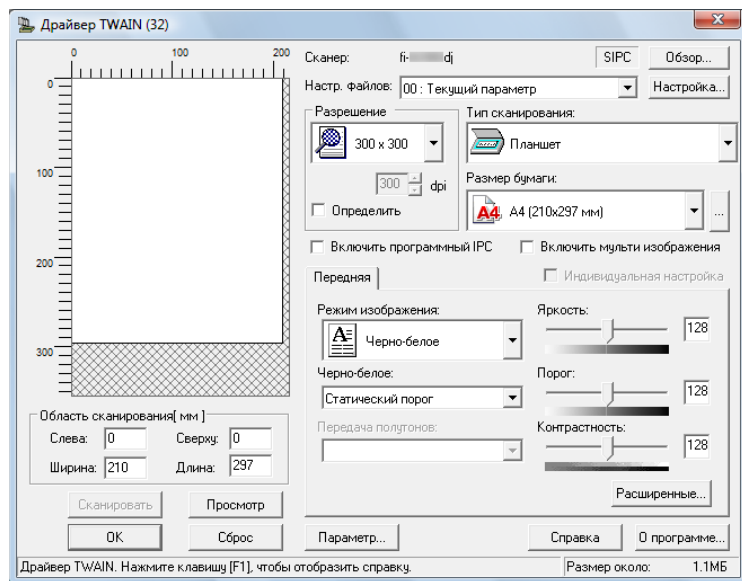 Драйвер TWAIN (32)
0 100 200
0
100
200
300
Область сканирования[ мм ]
Слева: 0 Сверху: 0
Ширина: 210 Длина: 297
Сканировать Просмотр
OK Сброс
Сканер: fi- dj SIPC Обзор...
Настр. файлов: 00 : Текущий параметр Настройка...
Разрешение
300 x 300
300 dpi
Определить
Тип сканирования:
Планшет
Размер бумаги:
A4 A4 (210x297 мм) ...
Включить программный IPC Включить мульти изображения
Передняя Индивидуальная настройка
Режим изображения:
A Черно-белое
Черно-белое:
Статический порог
Передача полутонов:
Яркость:
128
Порог:
128
Контрастность:
128
Расширенные...
Параметр... Справка О программе...
Драйвер TWAIN. Нажмите клавишу [F1], чтобы отобразить справку. Размер около: 1.1МБ